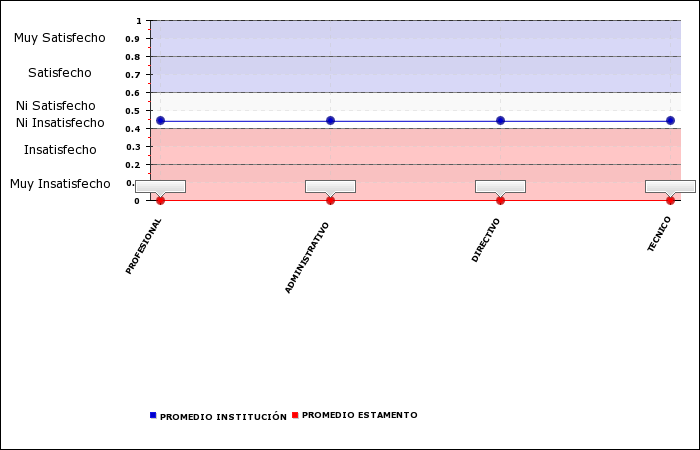 1
Muy Satisfecho
0.9
0.8
Satisfecho
0.7
0.6
Ni Satisfecho
0.5
Ni Insatisfecho
0.4
Insatisfecho
0.3
0.2
Muy Insatisfecho
0.
0
PROFESIONAL
ADMINISTRATIVO
DIRECTIVO
TECNICO
PROMEDIO INSTITUCIÓN PROMEDIO ESTAMENTO